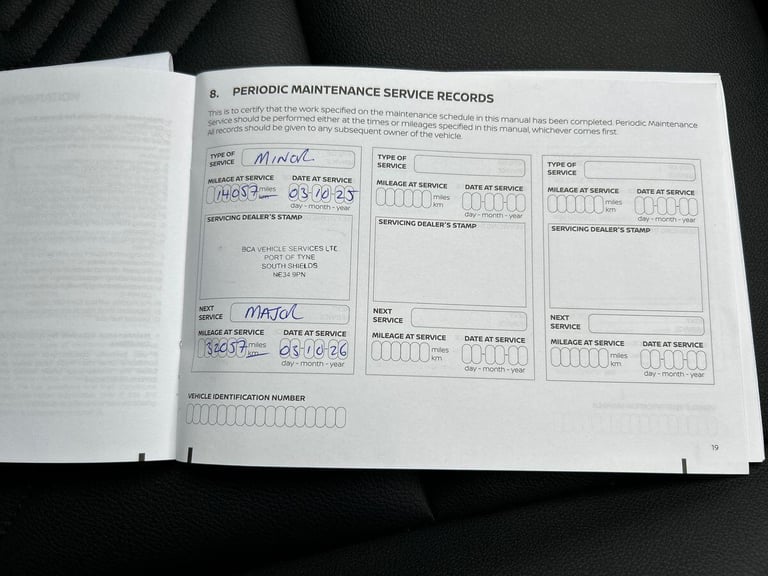 8. PERIODIC MAINTENANCE SERVICE RECORDS
This is to certify that the work specified on the maintenance schedule in this manual has been completed. Periodic Maintenance
Service should be performed either at the times or mileages specified in this manual, whichever comes first.
All records should be given to any subsequent owner of the vehicle.
TYPE OF SERVICE MINOR
MILEAGE AT SERVICE DATE AT SERVICE
14057 miles km 03-10-25
day - month - year
SERVICING DEALER'S STAMP
BCA VEHICLE SERVICES LTE
PORT OF TYNE
SOUTH SHIELDS
NE34 9PN
NEXT SERVICE MAJOR
MILEAGE AT SERVICE DATE AT SERVICE
32057 miles km 03-10-26
day - month - year
TYPE OF SERVICE
MILEAGE AT SERVICE DATE AT SERVICE
miles km
day - month - year
SERVICING DEALER'S STAMP
NEXT SERVICE
MILEAGE AT SERVICE DATE AT SERVICE
miles km
day - month - year
TYPE OF SERVICE
MILEAGE AT SERVICE DATE AT SERVICE
miles km
day - month - year
SERVICING DEALER'S STAMP
NEXT SERVICE
MILEAGE AT SERVICE DATE AT SERVICE
miles km
day - month - year
VEHICLE IDENTIFICATION NUMBER
19